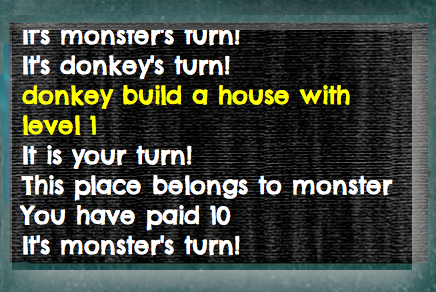 It's monster's turn!
It's donkey's turn!
donkey build a house with
level 1
It is your turn!
This place belongs to monster
You have paid 10
It's monster's turn!